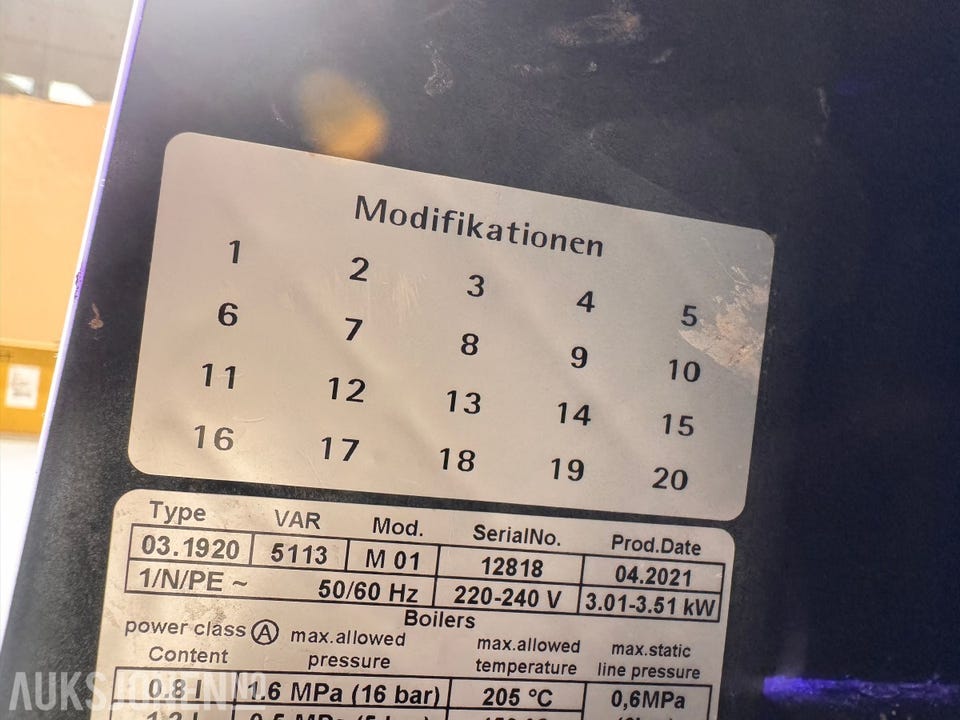 Modifikationen
1 2 3 4 5
6 7 8 9 10
11 12 13 14 15
16 17 18 19 20
Type VAR Mod. SerialNo. Prod.Date
03.1920 5113 M 01 12818 04.2021
1/N/PE ~ 50/60 Hz 220-240 V 3.01-3.51 kW
Boilers
power class A max.allowed max.allowed max.static
Content pressure temperature line pressure
0.8 l 1.6 MPa (16 bar) 205 °C 0,6MPa
AUKSJONEN